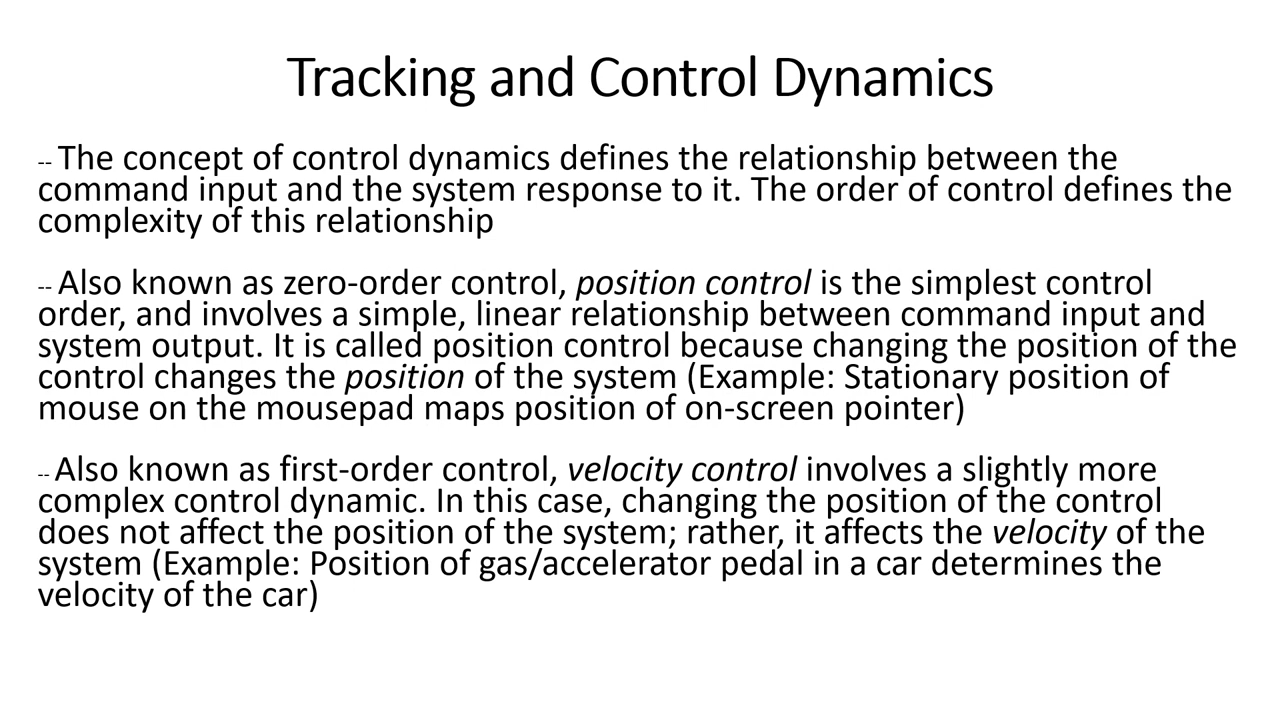 Tracking and Control Dynamics
-- The concept of control dynamics defines the relationship between the
command input and the system response to it. The order of control defines the
complexity of this relationship
-- Also known as zero-order control, position control is the simplest control
order, and involves a simple, linear relationship between command input and
system output. It is called position control because changing the position of the
control changes the position of the system (Example: Stationary position of
mouse on the mousepad maps position of on-screen pointer)
-- Also known as first-order control, velocity control involves a slightly more
complex control dynamic. In this case, changing the position of the control
does not affect the position of the system; rather, it affects the velocity of the
system (Example: Position of gas/accelerator pedal in a car determines the
velocity of the car)